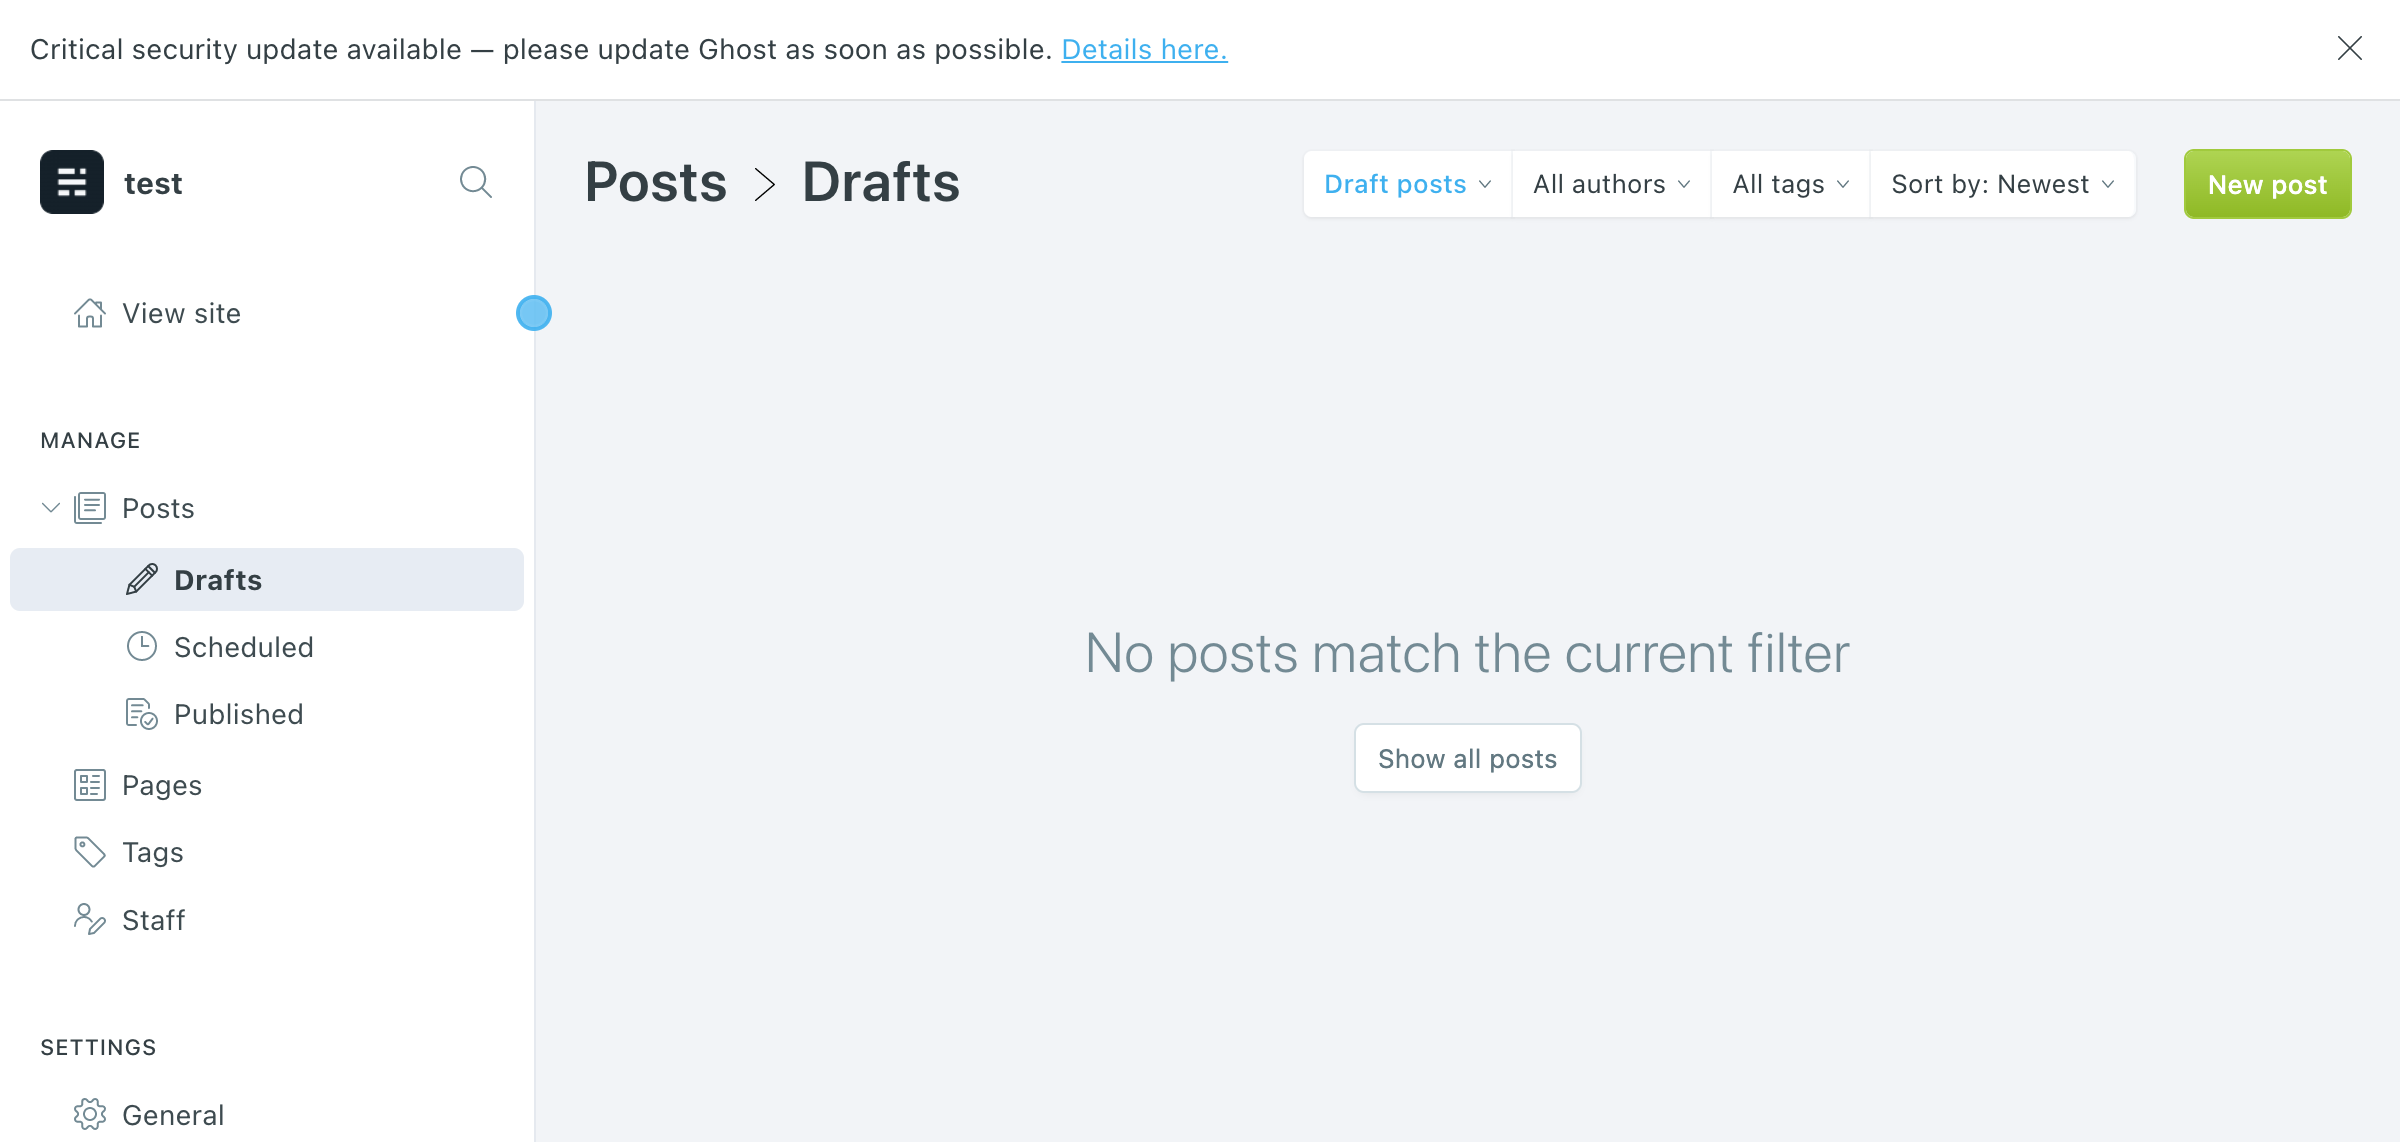 Critical security update available — please update Ghost as soon as possible. Details here.
test
View site
MANAGE
Posts
Drafts
Scheduled
Published
Pages
Tags
Staff
SETTINGS
General
Posts > Drafts
Draft posts
All authors
All tags
Sort by: Newest
New post
No posts match the current filter
Show all posts